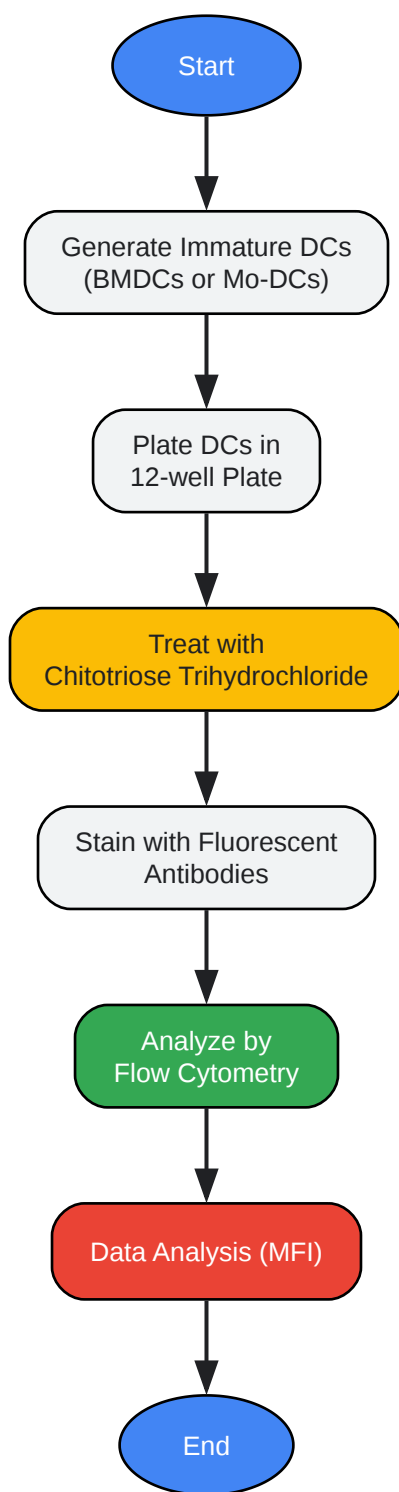 Start
Generate Immature DCs
(BMDCs or Mo-DCs)
Plate DCs in
12-well Plate
Treat with
Chitotriose Trihydrochloride
Stain with Fluorescent
Antibodies
Analyze by
Flow Cytometry
Data Analysis (MFI)
End